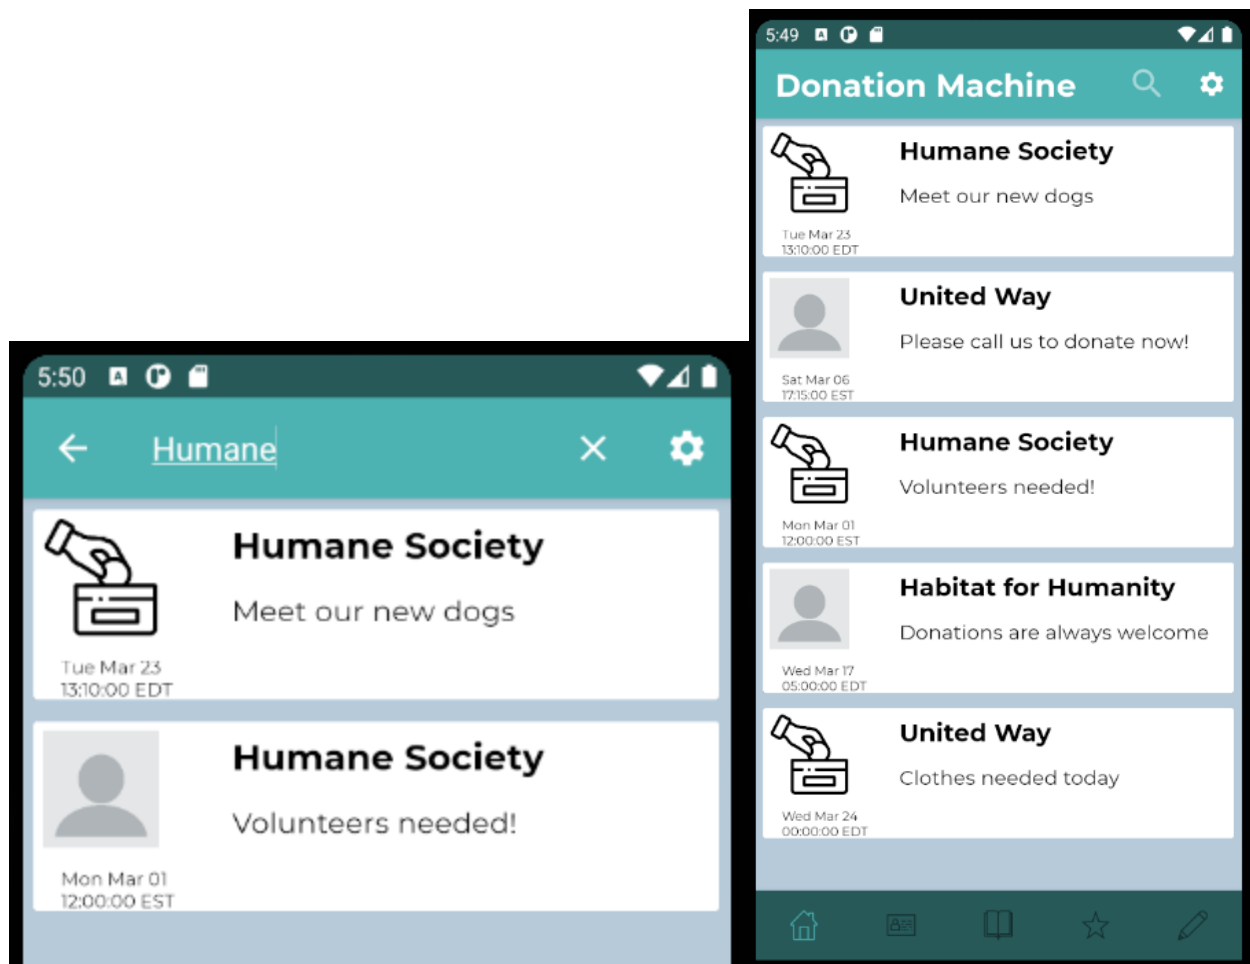 5:50
Humane
Humane Society
Meet our new dogs
Tue Mar 23
13:10:00 EDT
Humane Society
Volunteers needed!
Mon Mar 01
12:00:00 EST
5:49
Donation Machine
Humane Society
Meet our new dogs
Tue Mar 23
13:10:00 EDT
United Way
Please call us to donate now!
Sat Mar 06
17:15:00 EST
Humane Society
Volunteers needed!
Mon Mar 01
12:00:00 EST
Habitat for Humanity
Donations are always welcome
Wed Mar 17
05:00:00 EDT
United Way
Clothes needed today
Wed Mar 24
00:00:00 EDT